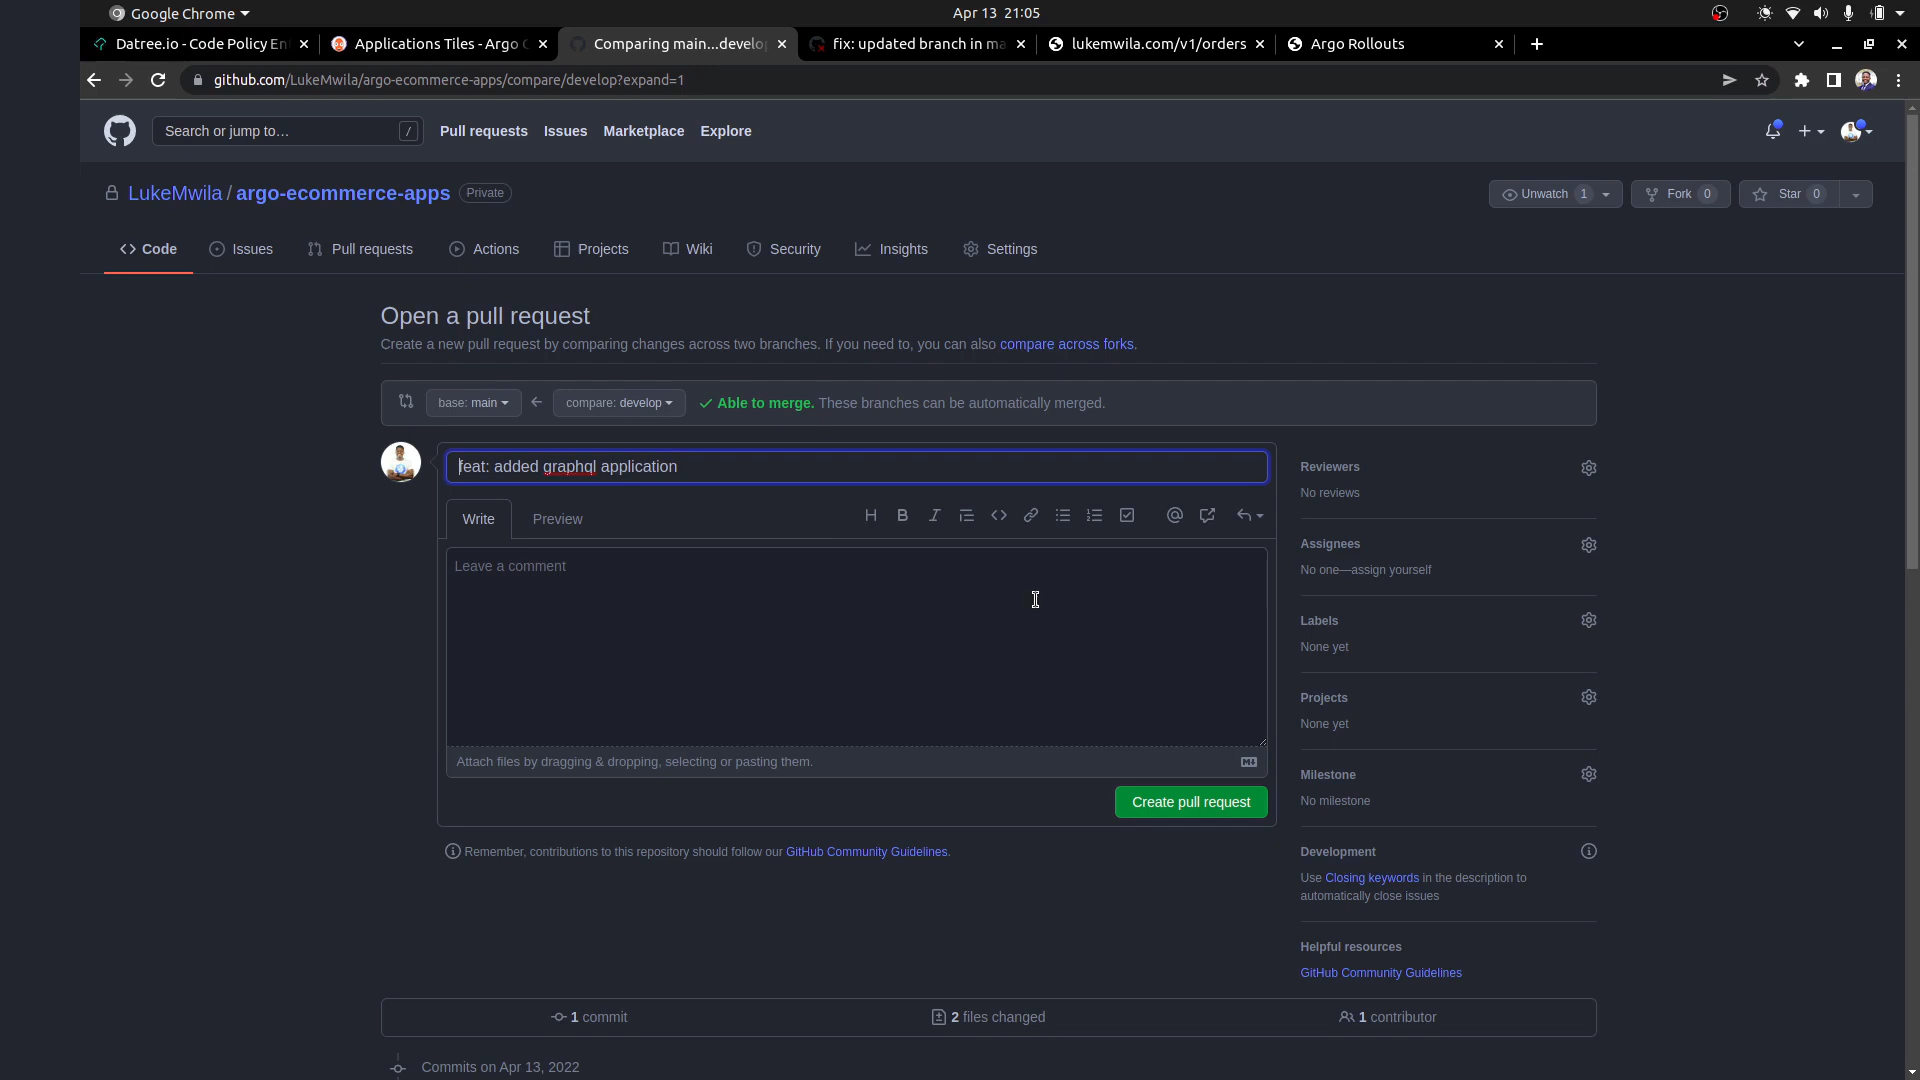 Google Chrome
Apr 13 21:05
Datree.io - Code Policy En
Applications Tiles - Argo
Comparing main...develo
fix: updated branch in ma
lukemwila.com/v1/orders
Argo Rollouts
github.com/LukeMwila/argo-ecommerce-apps/compare/develop?expand=1
Search or jump to… /
Pull requests
Issues
Marketplace
Explore
LukeMwila / argo-ecommerce-apps Private
Unwatch 1
Fork 0
Star 0
Code
Issues
Pull requests
Actions
Projects
Wiki
Security
Insights
Settings
Open a pull request
Create a new pull request by comparing changes across two branches. If you need to, you can also compare across forks.
base: main
compare: develop
Able to merge. These branches can be automatically merged.
feat: added graphql application
Write
Preview
Leave a comment
Attach files by dragging & dropping, selecting or pasting them.
Create pull request
Remember, contributions to this repository should follow our GitHub Community Guidelines.
Reviewers
No reviews
Assignees
No one—assign yourself
Labels
None yet
Projects
None yet
Milestone
No milestone
Development
Use Closing keywords in the description to
automatically close issues
Helpful resources
GitHub Community Guidelines
1 commit
2 files changed
1 contributor
Commits on Apr 13, 2022